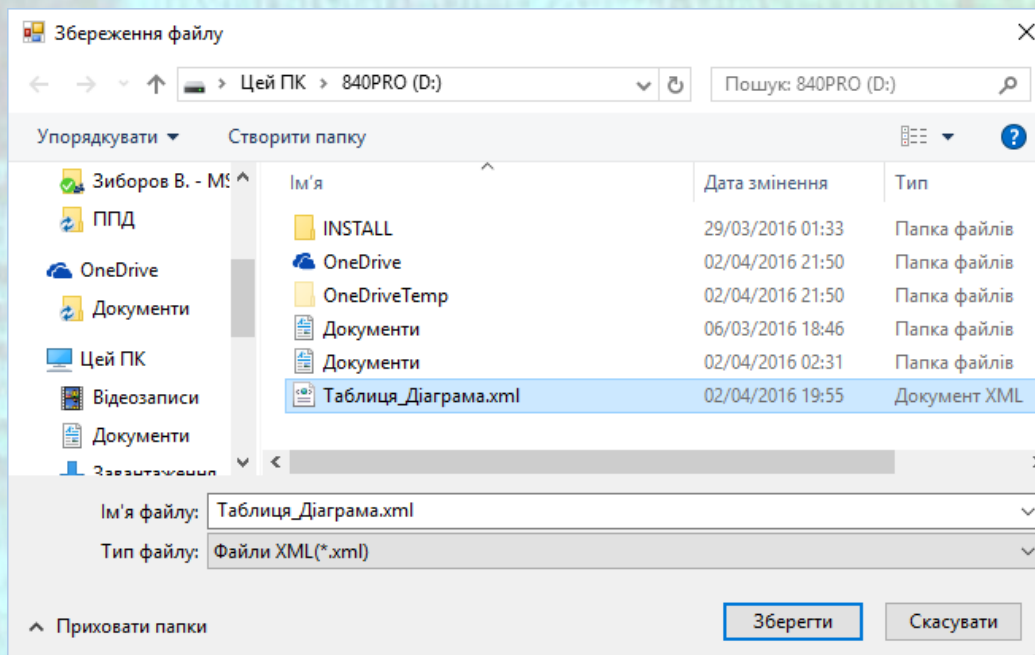 Збереження файлу
Цей ПК > 840PRO (D:)
Пошук: 840PRO (D:)
Упорядкувати
Створити папку
Зиборов В. - MS
ППД
OneDrive
Документи
Цей ПК
Відеозаписи
Документи
Завантаження
Ім'я Дата змінення Тип
INSTALL 29/03/2016 01:33 Папка файлів
OneDrive 02/04/2016 21:50 Папка файлів
OneDriveTemp 02/04/2016 21:50 Папка файлів
Документи 06/03/2016 18:46 Папка файлів
Документи 02/04/2016 02:31 Папка файлів
Таблиця_Діаграма.xml 02/04/2016 19:55 Документ XML
Ім'я файлу: Таблиця_Діаграма.xml
Тип файлу: Файли XML(*.xml)
Приховати папки
Зберегти
Скасувати